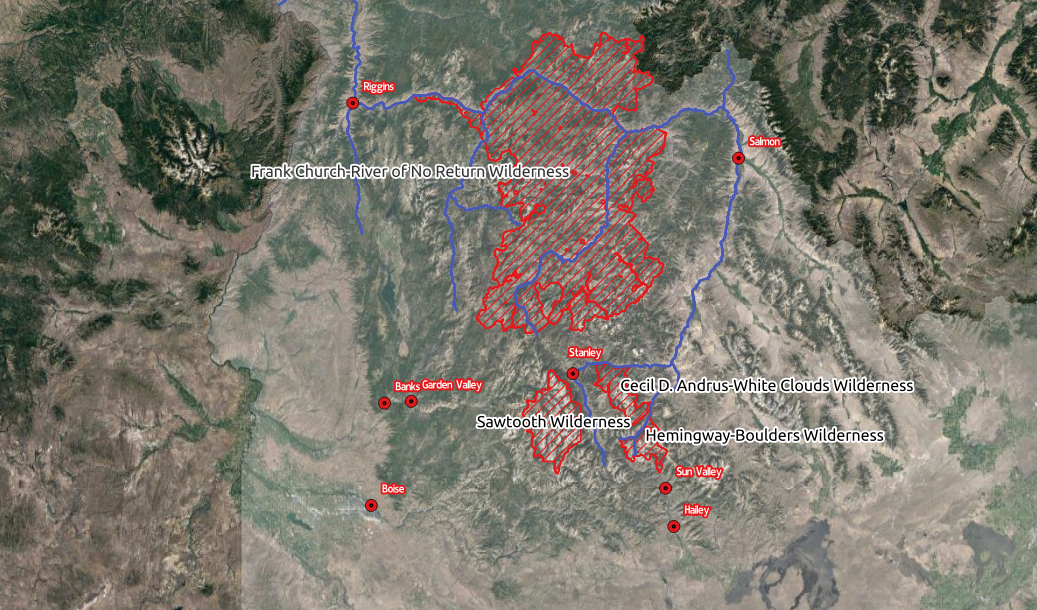 Riggins
Salmon
Frank Church-River of No Return Wilderness
Stanley
Banks
Garden Valley
Cecil D. Andrus-White Clouds Wilderness
Sawtooth Wilderness
Hemingway-Boulders Wilderness
Sun Valley
Boise
Hailey